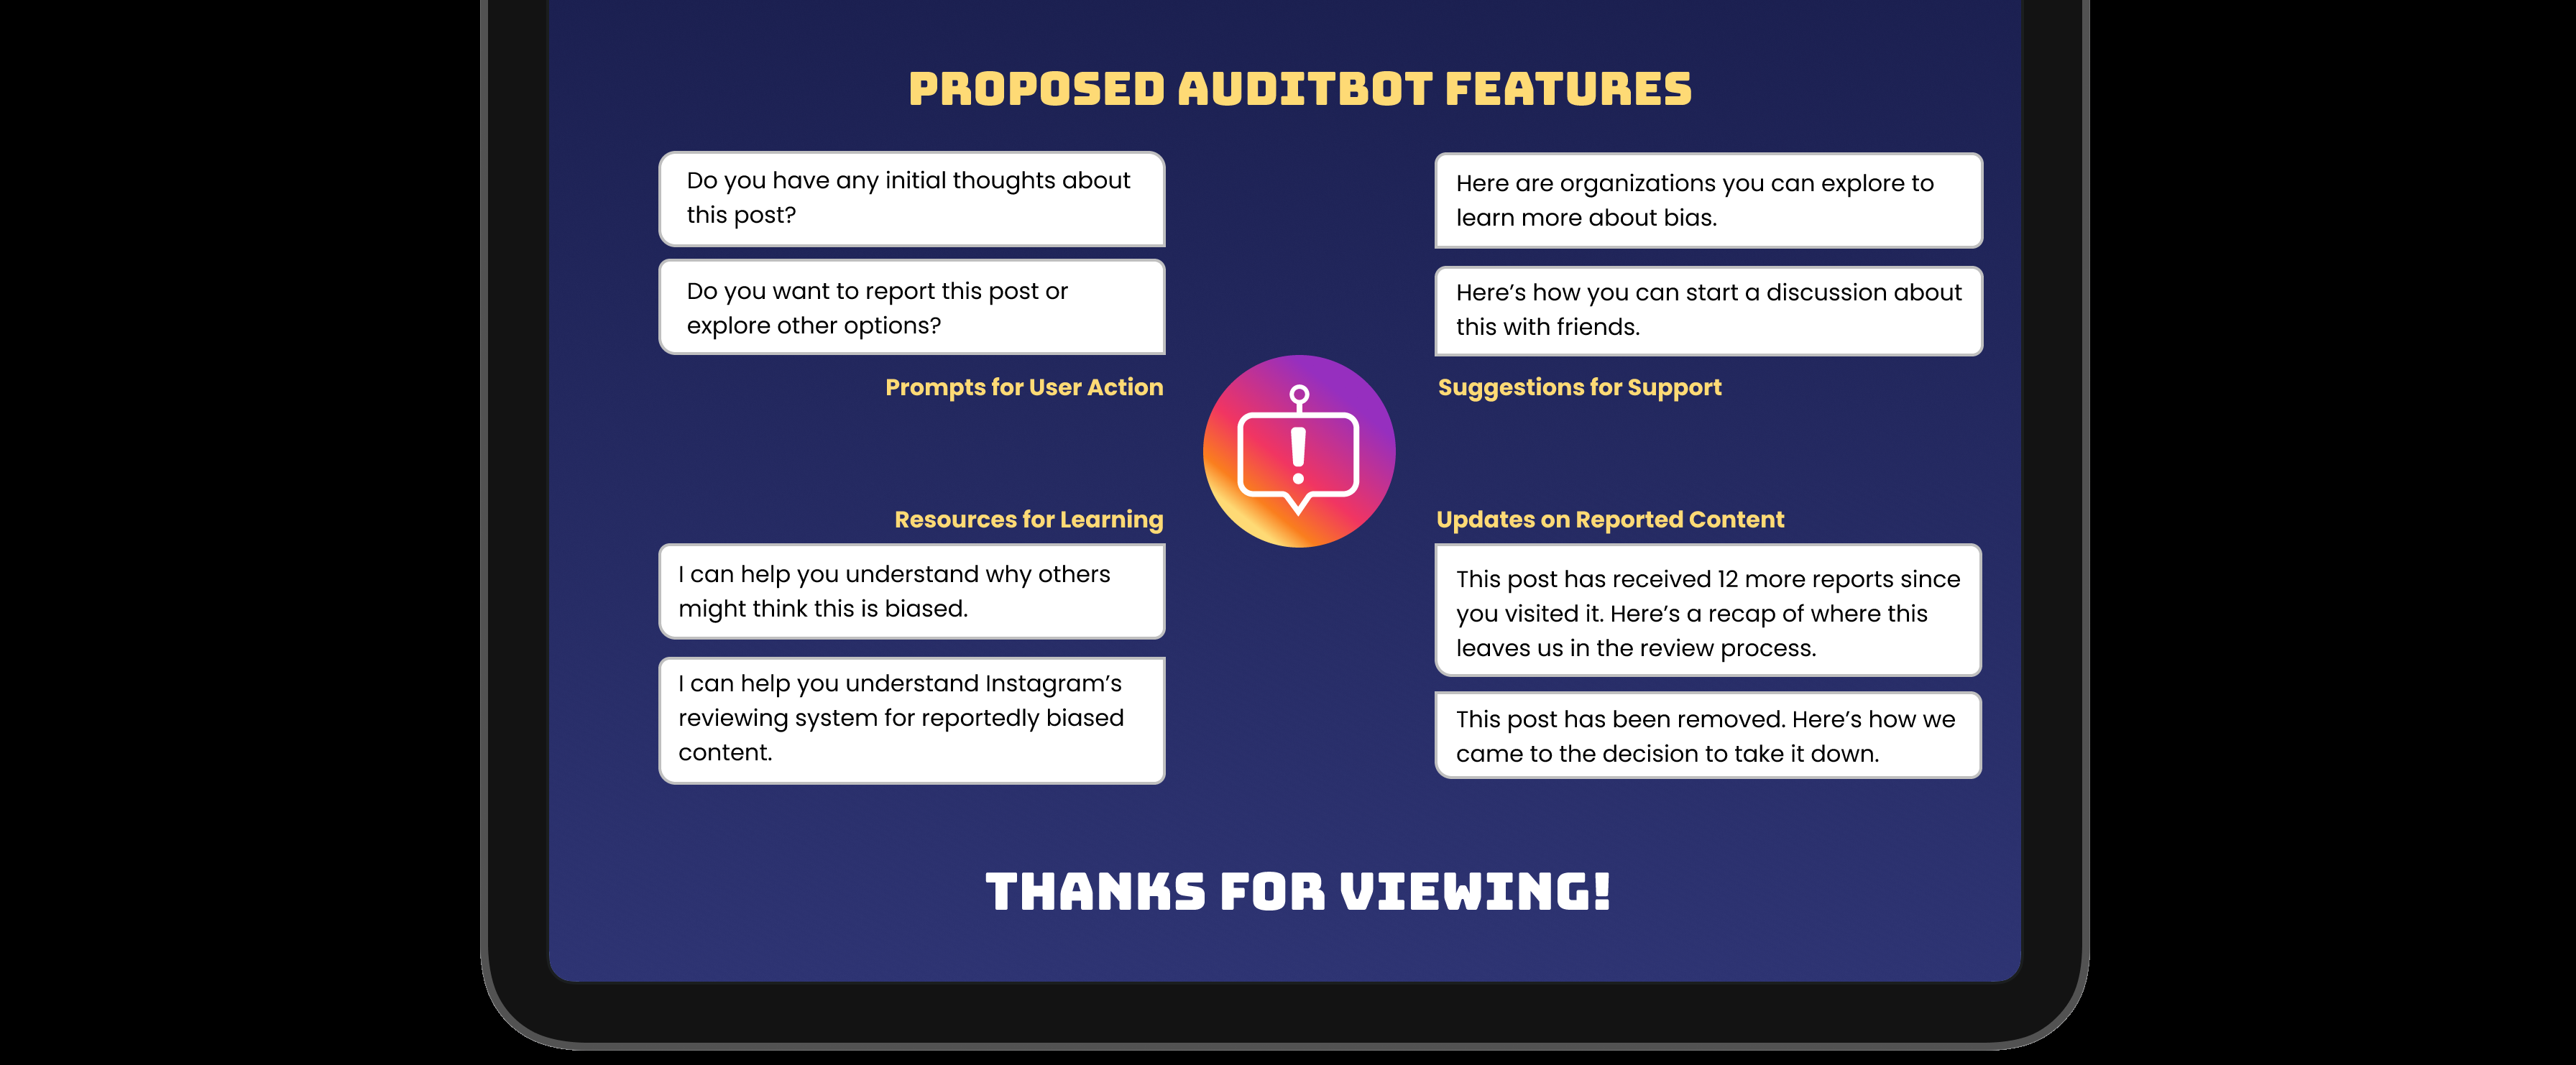 PROPOSED AUDITBOT FEATURES
Do you have any initial thoughts about
this post?
Do you want to report this post or
explore other options?
Prompts for User Action
Here are organizations you can explore to
learn more about bias.
Here's how you can start a discussion about
this with friends.
Suggestions for Support
Resources for Learning
I can help you understand why others
might think this is biased.
I can help you understand Instagram's
reviewing system for reportedly biased
content.
Updates on Reported Content
This post has received 12 more reports since
you visited it. Here's a recap of where this
leaves us in the review process.
This post has been removed. Here's how we
came to the decision to take it down.
THANKS FOR VIEWING!